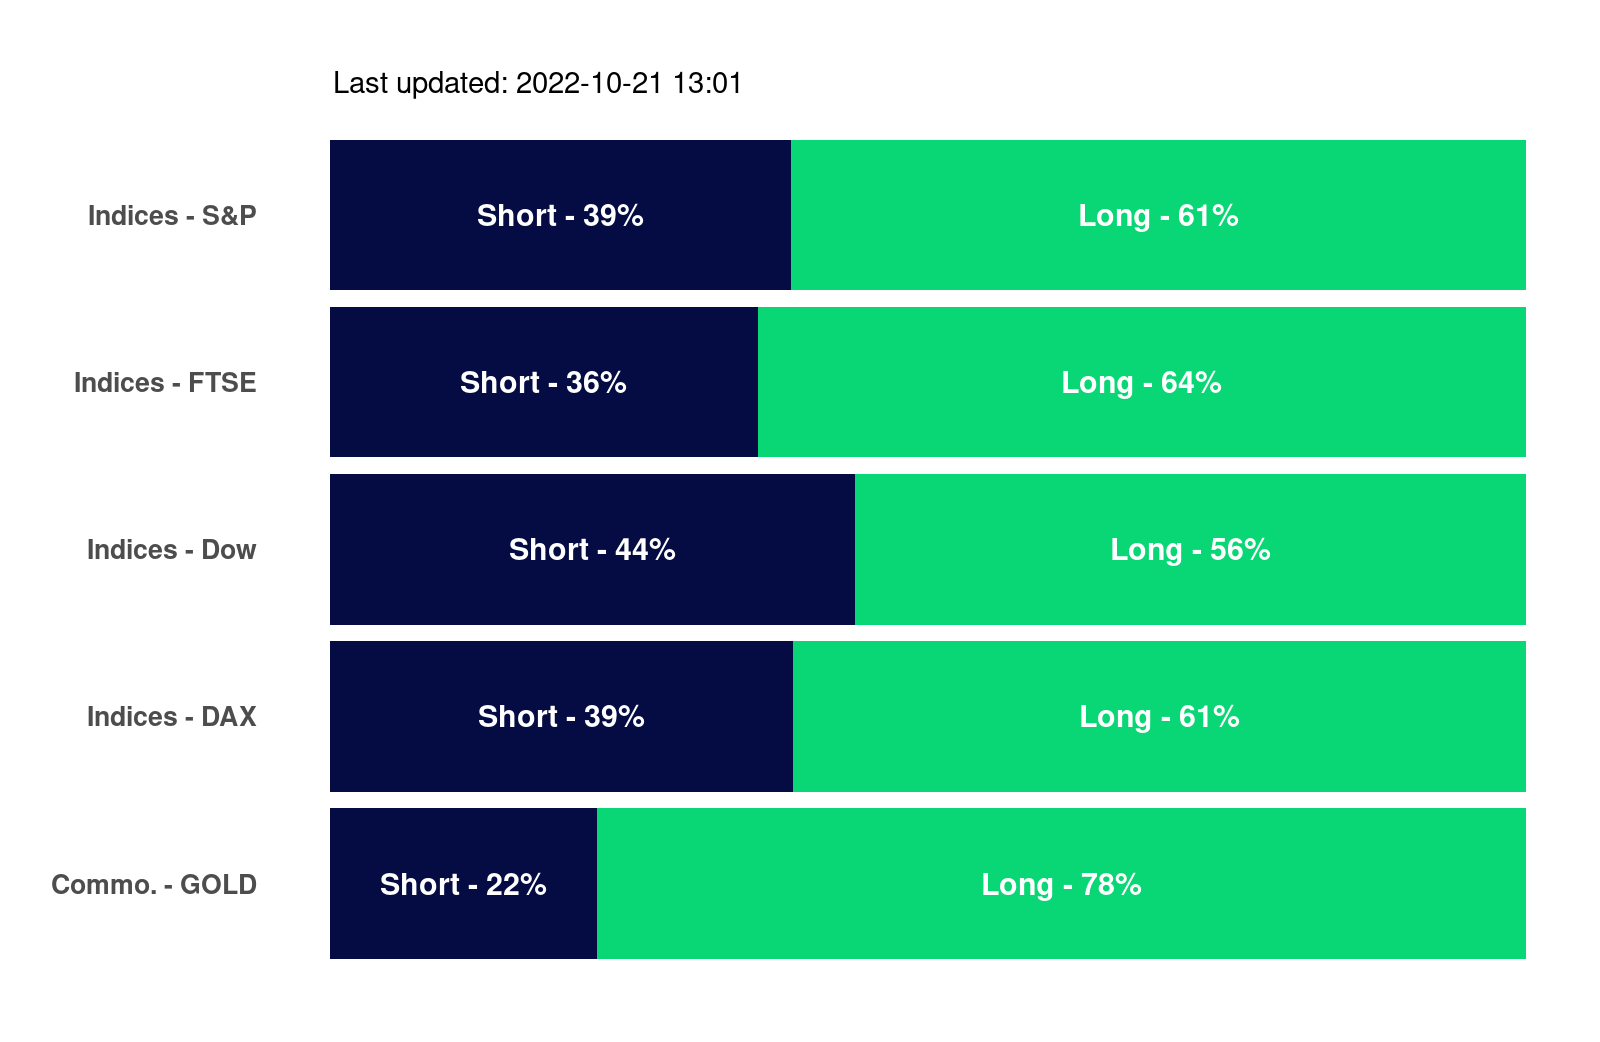 Last updated: 2022-10-21 13:01
Indices - S&P Short - 39% Long - 61%
Indices - FTSE Short - 36% Long - 64%
Indices - Dow Short - 44% Long - 56%
Indices - DAX Short - 39% Long - 61%
Commo. - GOLD Short - 22% Long - 78%